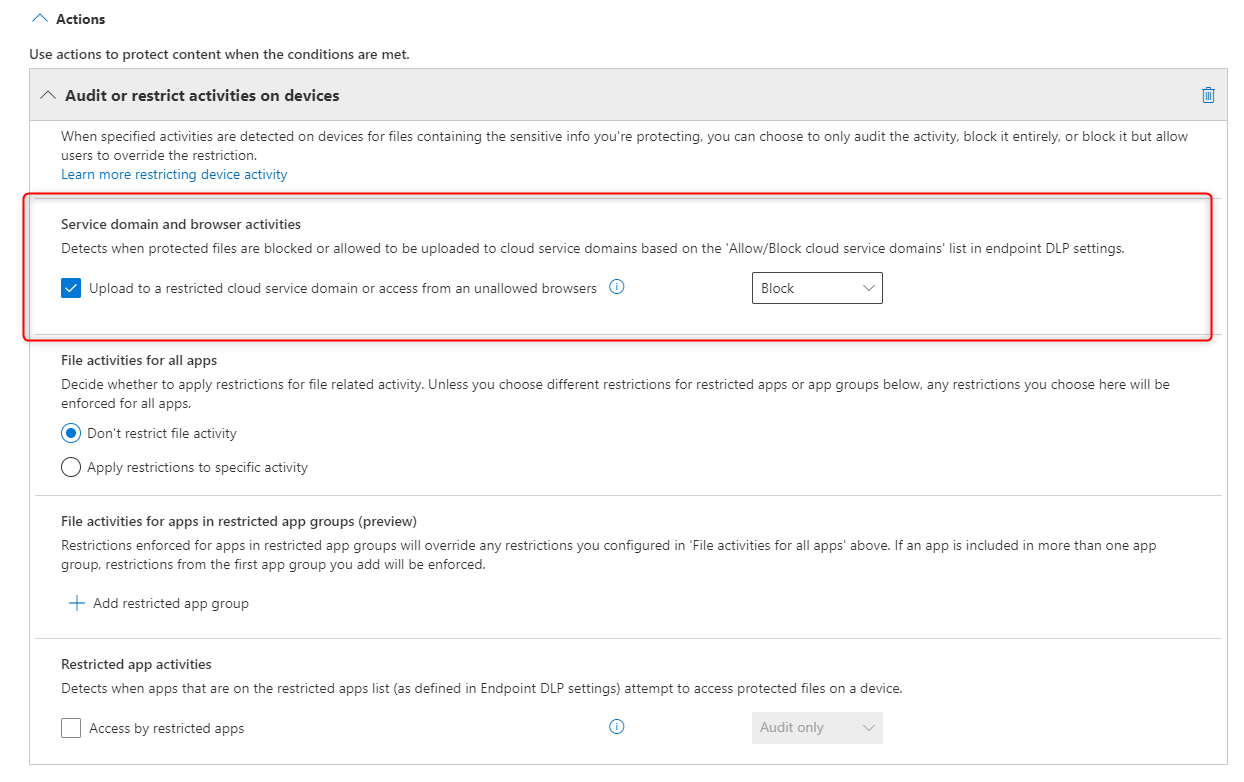 Actions
Use actions to protect content when the conditions are met.
Audit or restrict activities on devices
When specified activities are detected on devices for files containing the sensitive info you're protecting, you can choose to only audit the activity, block it entirely, or block it but allow
users to override the restriction.
Learn more restricting device activity
Service domain and browser activities
Detects when protected files are blocked or allowed to be uploaded to cloud service domains based on the 'Allow/Block cloud service domains' list in endpoint DLP settings.
Upload to a restricted cloud service domain or access from an unallowed browsers
Block
File activities for all apps
Decide whether to apply restrictions for file related activity. Unless you choose different restrictions for restricted apps or app groups below, any restrictions you choose here will be
enforced for all apps.
Don't restrict file activity
Apply restrictions to specific activity
File activities for apps in restricted app groups (preview)
Restrictions enforced for apps in restricted app groups will override any restrictions you configured in 'File activities for all apps' above. If an app is included in more than one app
group, restrictions from the first app group you add will be enforced.
Add restricted app group
Restricted app activities
Detects when apps that are on the restricted apps list (as defined in Endpoint DLP settings) attempt to access protected files on a device.
Access by restricted apps
Audit only